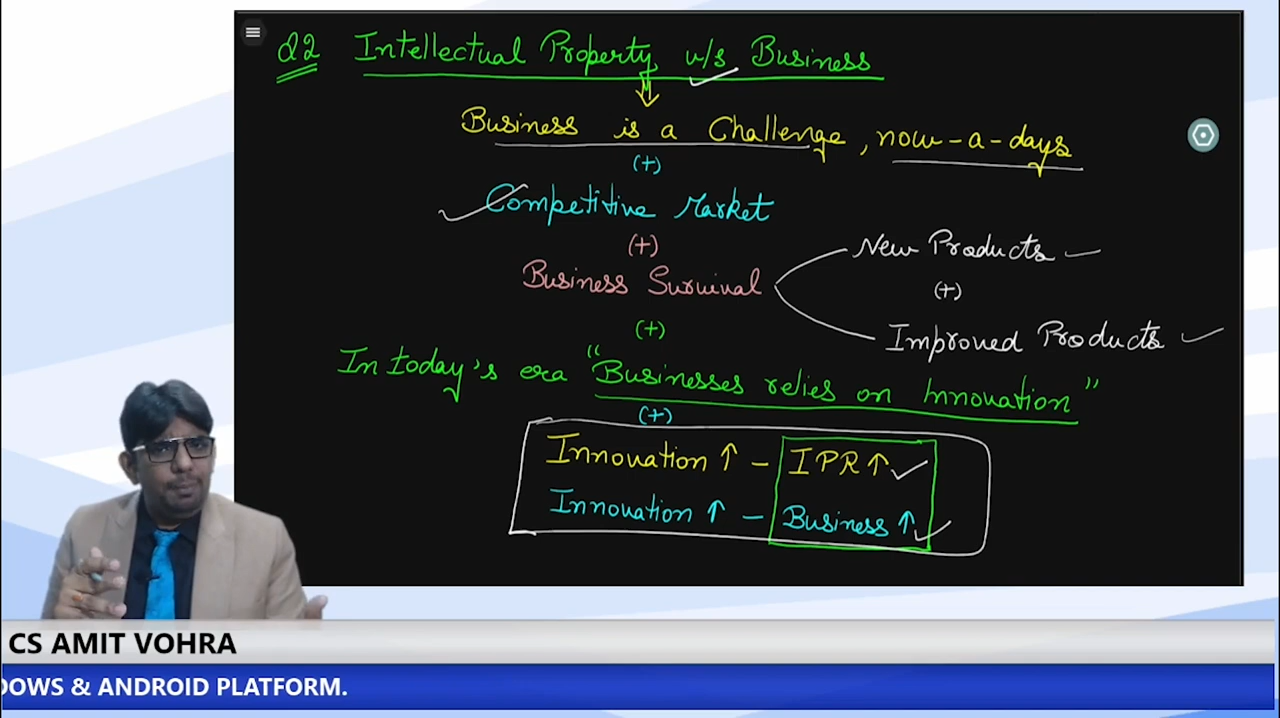 Q2 Intellectual Property v/s Business
Business is a Challenge, now-a-days
(+)
Competitive Market
(+)
Business Survival
New Products
(+)
Improved Products
(+)
In today's era "Businesses relies on Innovation"
(+)
Innovation ↑ - IPR ↑
Innovation ↑ - Business ↑
CS AMIT VOHRA
DOWS & ANDROID PLATFORM.